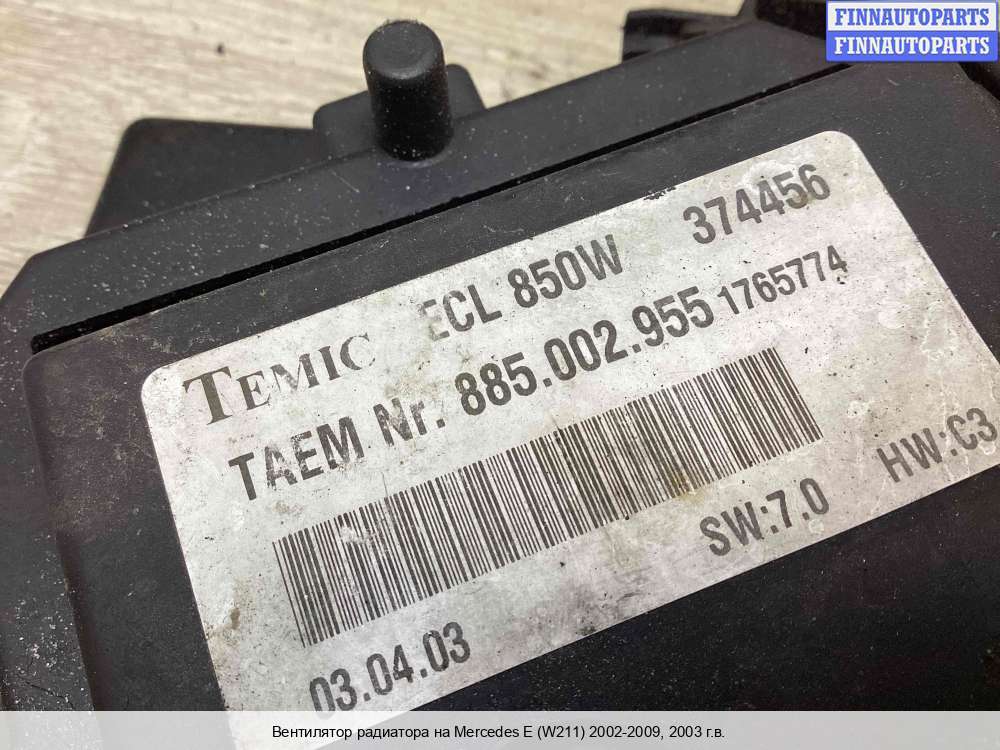 FINNAUTOPARTS
FINNAUTOPARTS
TEMIC ECL 850W 374456
TAEM Nr. 885.002.955 1765774
SW:7.0 HW:C3
03.04.03
Вентилятор радиатора на Mercedes E (W211) 2002-2009, 2003 г.в.